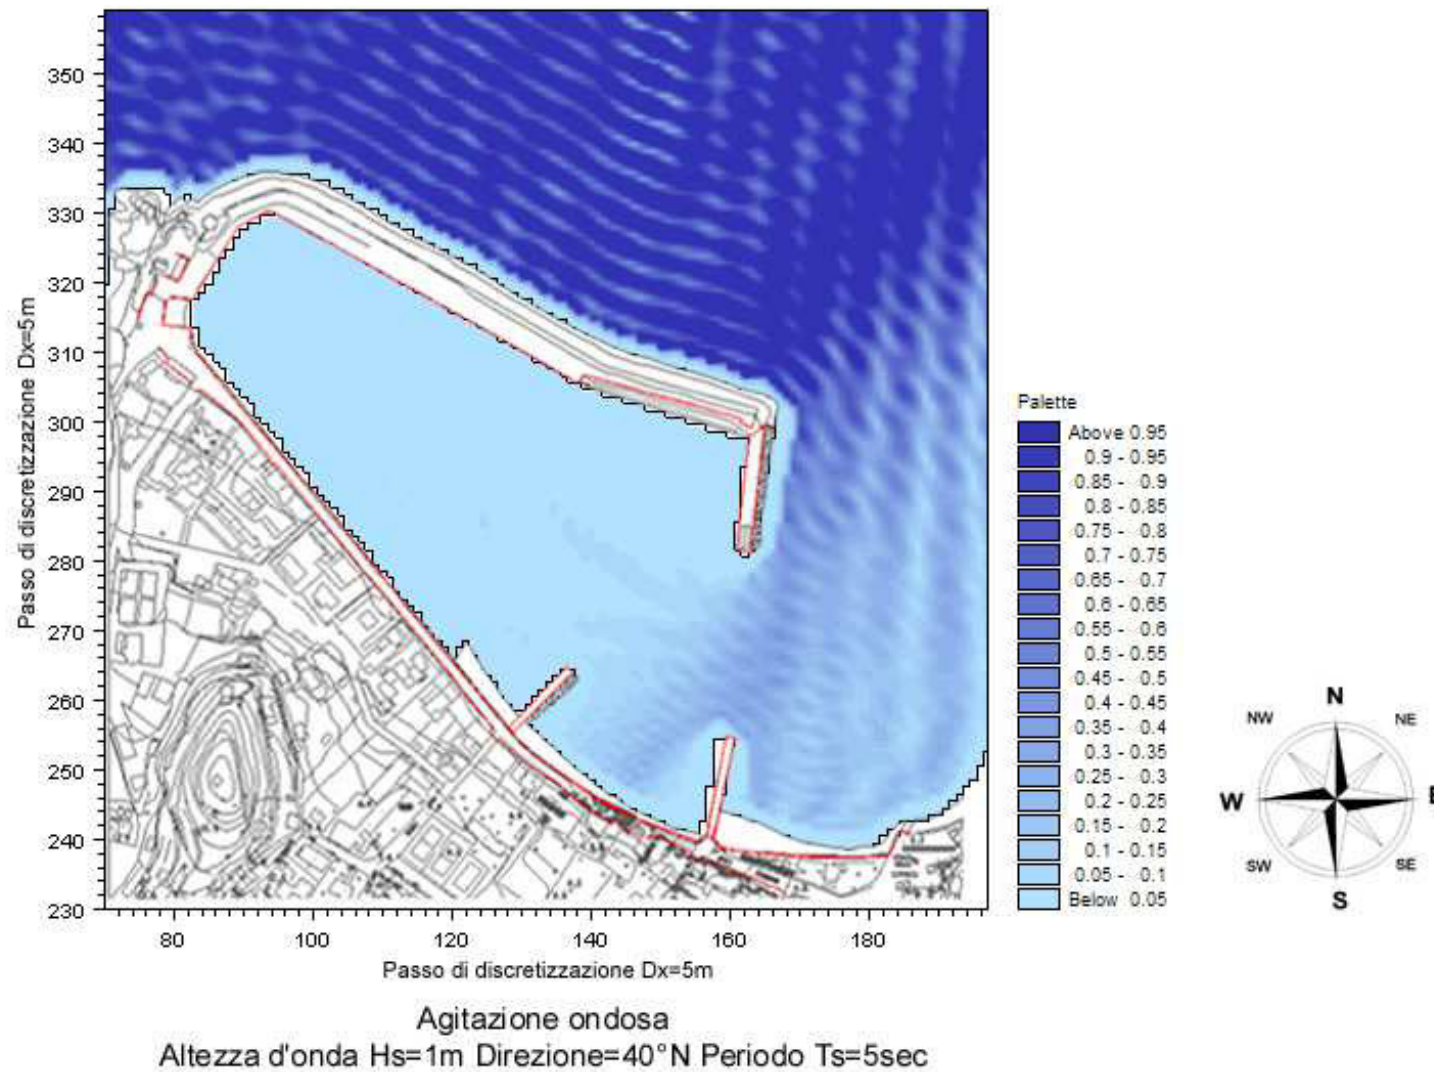 350
340
330
320
310
300
290
280
270
260
250
240
230
Passo di discretizzazione Dx=5m
80
100
120
140
160
180
Passo di discretizzazione Dx=5m
Palette
Above 0.95
0.9 - 0.95
0.85 - 0.9
0.8 - 0.85
0.75 - 0.8
0.7 - 0.75
0.65 - 0.7
0.6 - 0.65
0.55 - 0.6
0.5 - 0.55
0.45 - 0.5
0.4 - 0.45
0.35 - 0.4
0.3 - 0.35
0.25 - 0.3
0.2 - 0.25
0.15 - 0.2
0.1 - 0.15
0.05 - 0.1
Below 0.05
N
NW
NE
W
E
SW
SE
S
Agitazione ondosa
Altezza d'onda Hs=1m Direzione=40°N Periodo Ts=5sec